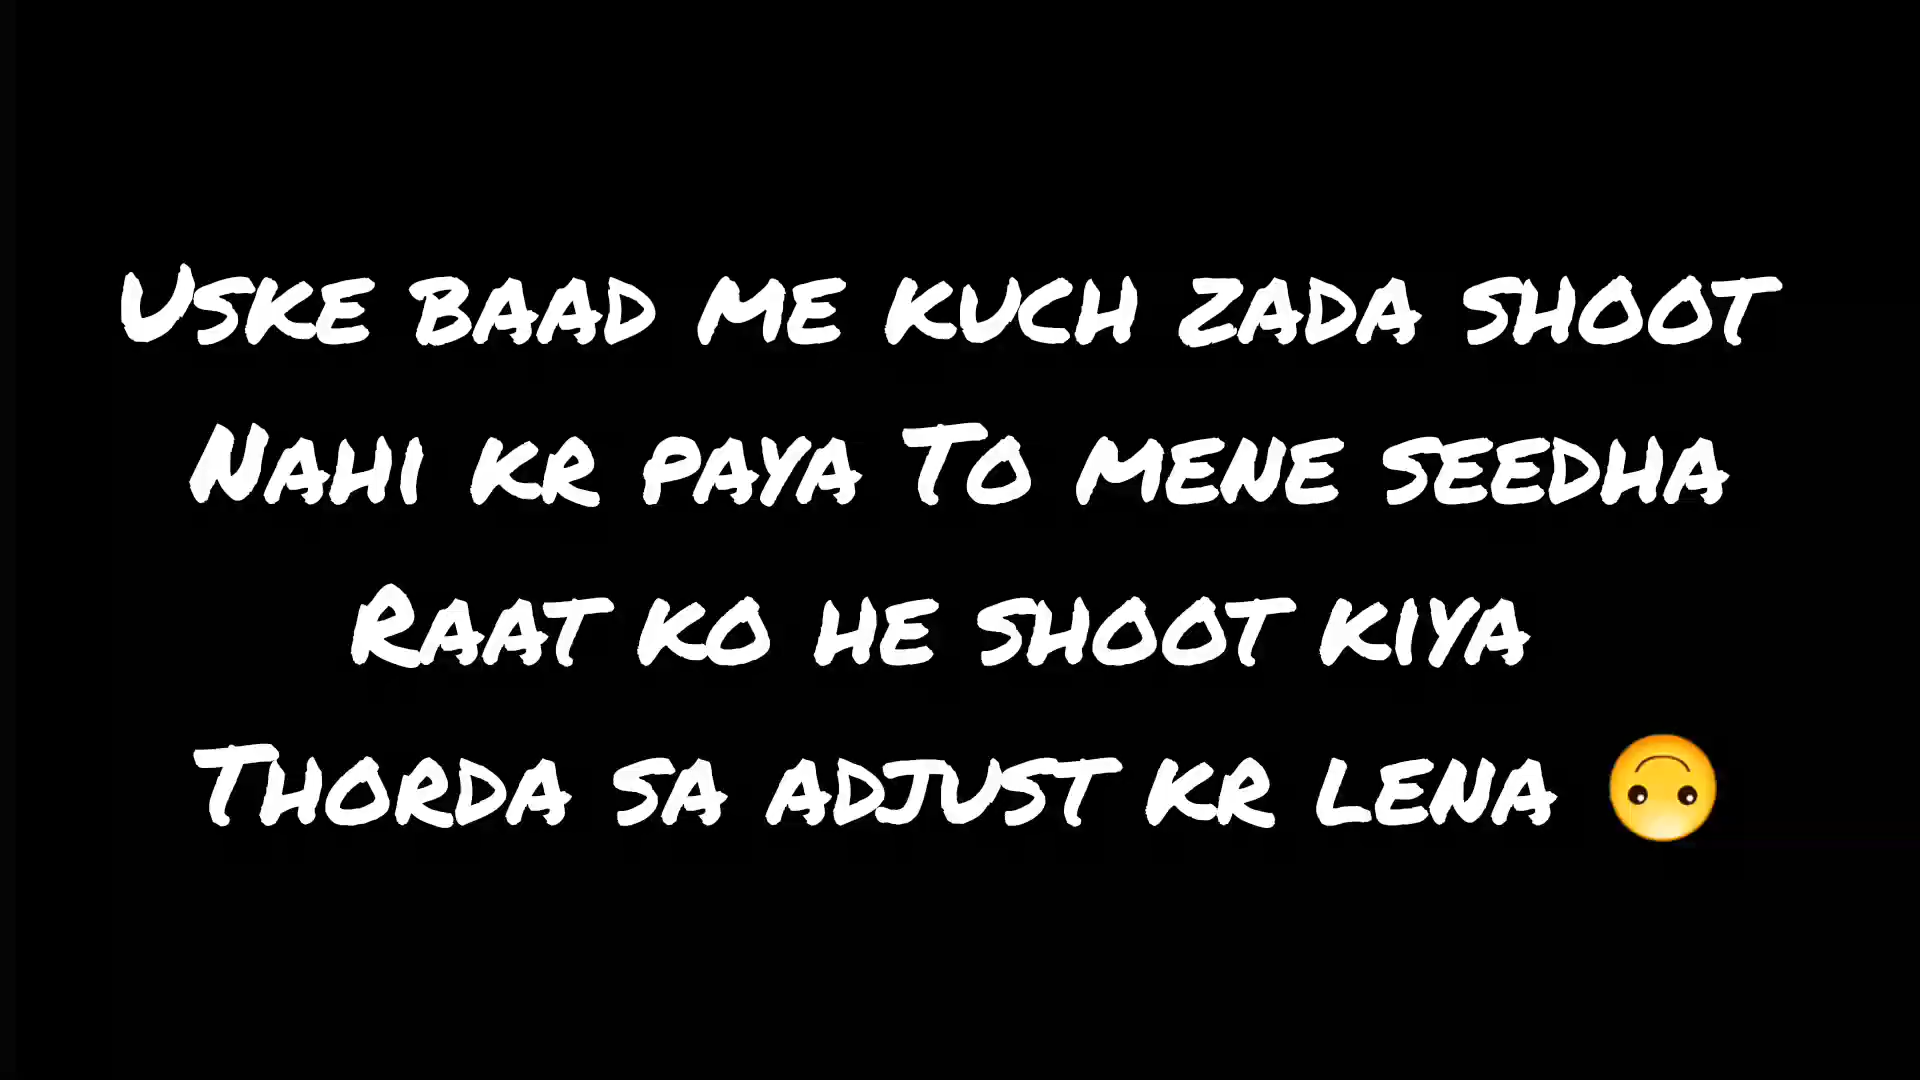 Uske baad me kuch zada shoot
Nahi kr paya To mene seedha
Raat ko he shoot kiya
Thorda sa adjust kr lena 🙃